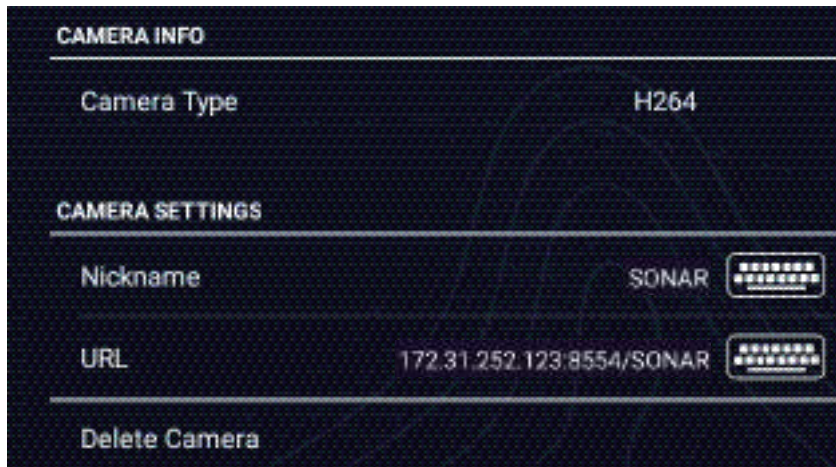 CAMERA INFO
Camera Type H264
CAMERA SETTINGS
Nickname SONAR
URL 172.31.252.123:8554/SONAR
Delete Camera